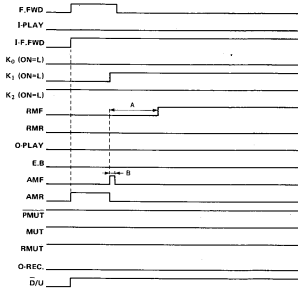 F.FWD
I-PLAY
I-F.FWD
K₀ (ON=L)
K₁ (ON=L)
K₂ (ON=L)
A
RMF
RMR
O-PLAY
E.B
B
AMF
AMR
PMUT
MUT
RMUT
O-REC.
D̅/U